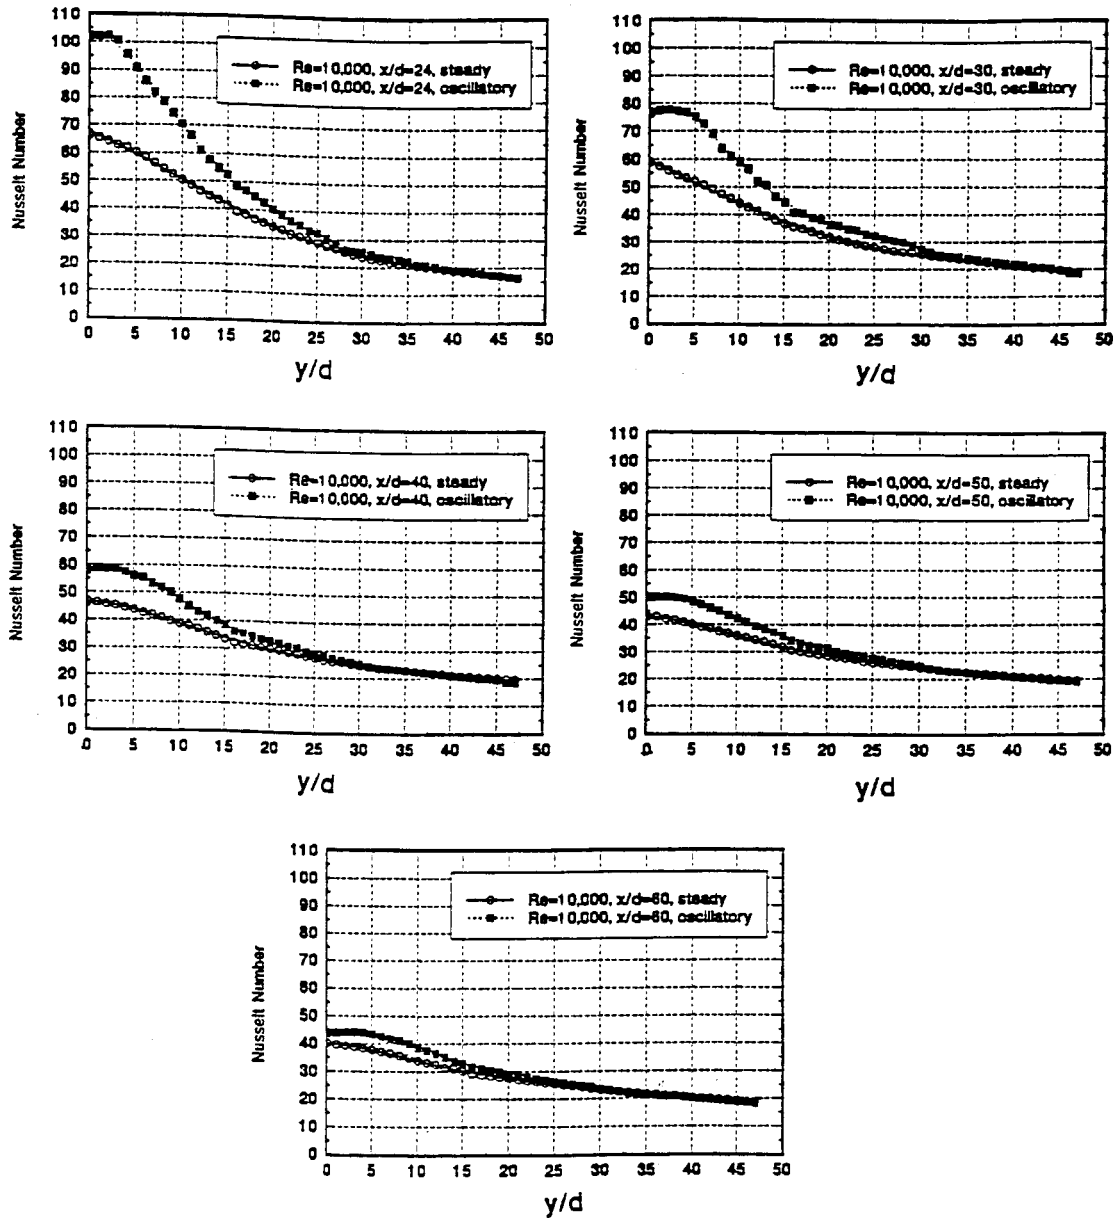 110
100
90
80
70
60
50
40
30
20
10
0
Nusselt Number
Re=10,000, x/d=24, steady
Re=10,000, x/d=24, oscillatory
0 5 10 15 20 25 30 35 40 45 50
y/d
110
100
90
80
70
60
50
40
30
20
10
0
Nusselt Number
Re=10,000, x/d=30, steady
Re=10,000, x/d=30, oscillatory
0 5 10 15 20 25 30 35 40 45 50
y/d
110
100
90
80
70
60
50
40
30
20
10
0
Nusselt Number
Re=10,000, x/d=40, steady
Re=10,000, x/d=40, oscillatory
0 5 10 15 20 25 30 35 40 45 50
y/d
110
100
90
80
70
60
50
40
30
20
10
0
Nusselt Number
Re=10,000, x/d=50, steady
Re=10,000, x/d=50, oscillatory
0 5 10 15 20 25 30 35 40 45 50
y/d
110
100
90
80
70
60
50
40
30
20
10
0
Nusselt Number
Re=10,000, x/d=60, steady
Re=10,000, x/d=60, oscillatory
0 5 10 15 20 25 30 35 40 45 50
y/d